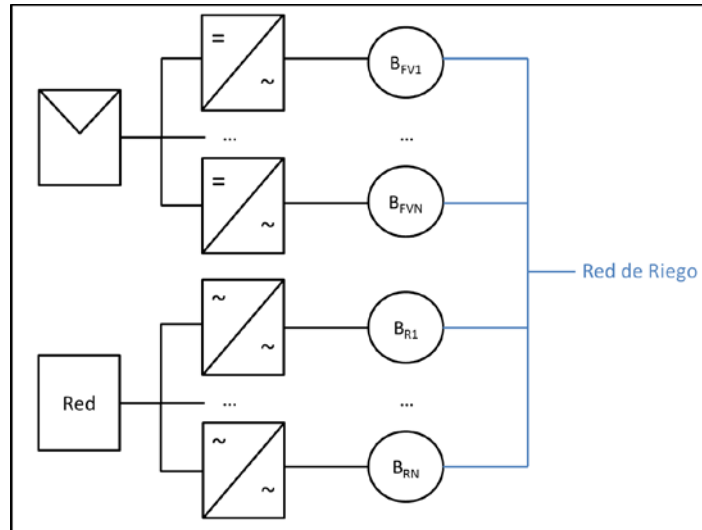 =
~
B_FV1
...
...
=
~
B_FVN
Red de Riego
~
~
B_R1
Red
...
...
~
~
B_RN